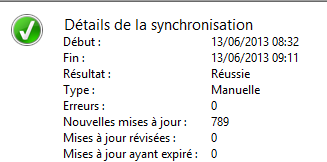 Détails de la synchronisation
Début : 13/06/2013 08:32
Fin : 13/06/2013 09:11
Résultat : Réussie
Type : Manuelle
Erreurs : 0
Nouvelles mises à jour : 789
Mises à jour révisées : 0
Mises à jour ayant expiré : 0